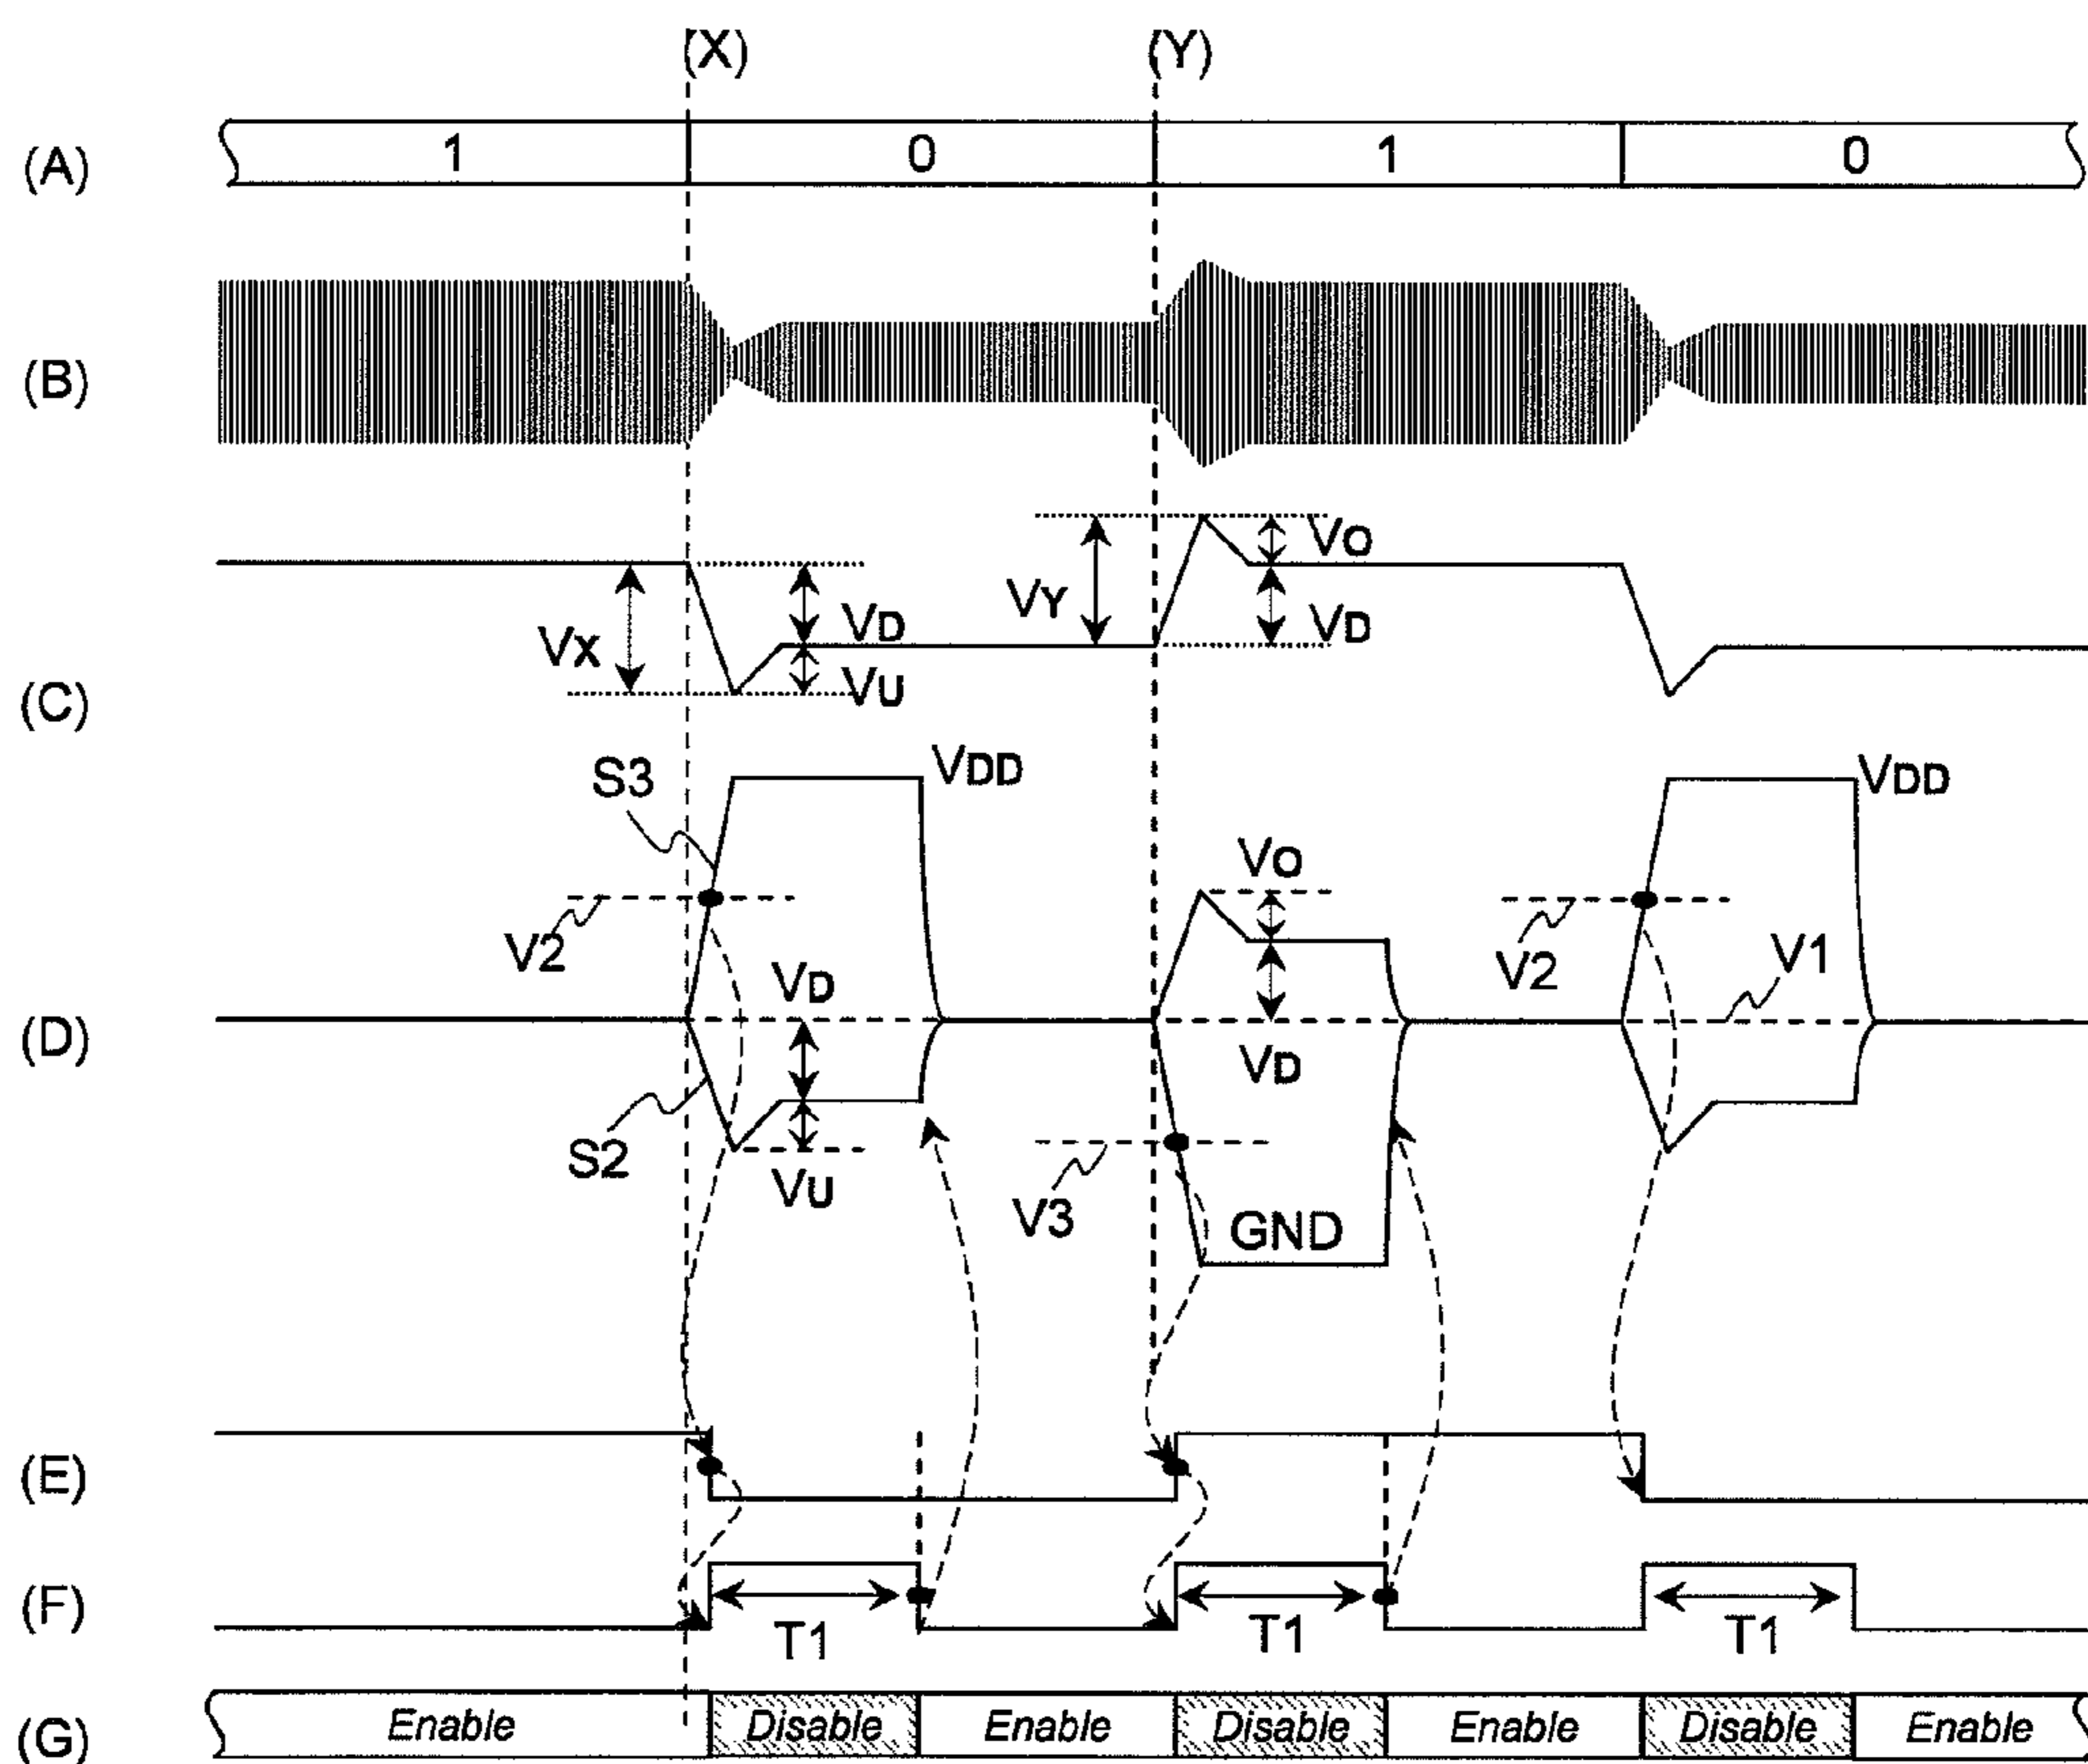 (X) (Y)
(A) 1 0 1 0
(B)
VO
VY
VX VD VD
VU
(C)
S3 VDD VDD
VO
V2 V2 V1
VD
(D)
VD
S2 VU V3
GND
(E)
(F) T1 T1 T1
(G) Enable Disable Enable Disable Enable Disable Enable